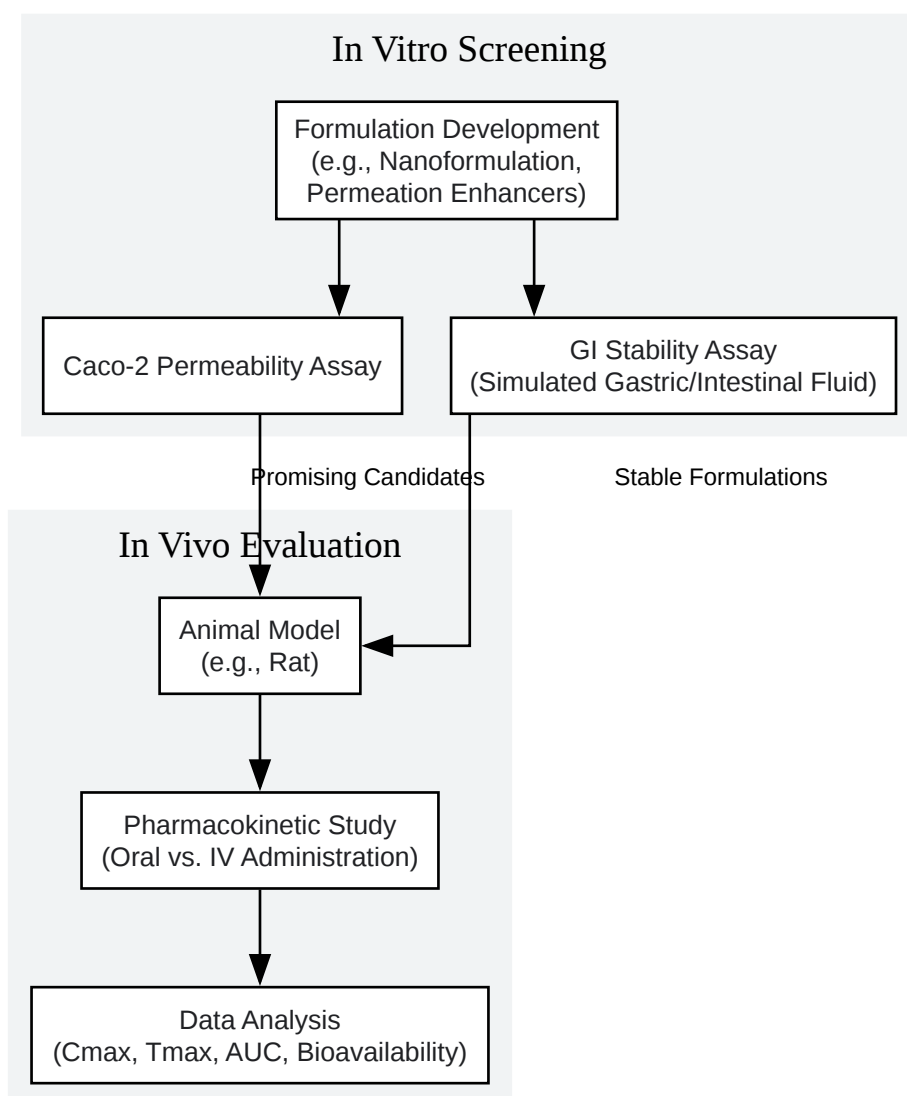 In Vitro Screening
Formulation Development
(e.g., Nanoformulation,
Permeation Enhancers)
Caco-2 Permeability Assay
GI Stability Assay
(Simulated Gastric/Intestinal Fluid)
Promising Candidates
Stable Formulations
In Vivo Evaluation
Animal Model
(e.g., Rat)
Pharmacokinetic Study
(Oral vs. IV Administration)
Data Analysis
(Cmax, Tmax, AUC, Bioavailability)